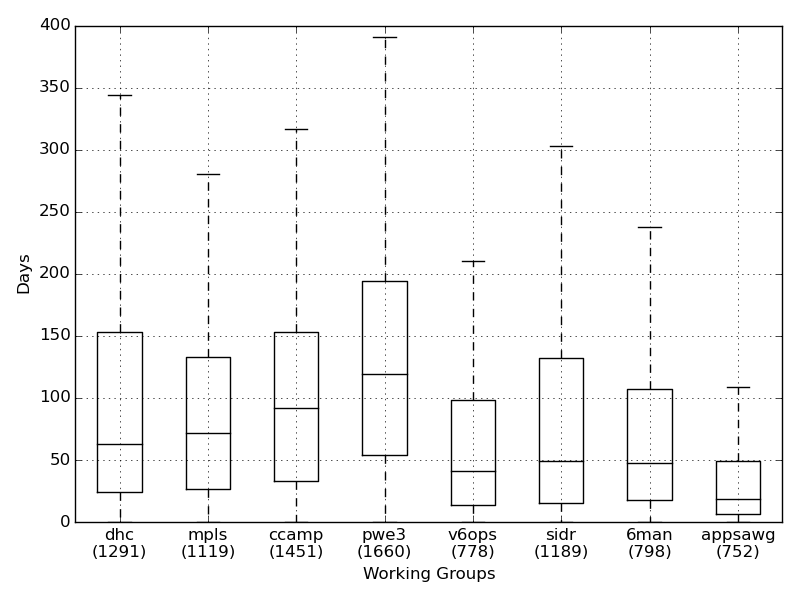 400
350
300
250
200
150
100
50
0
Days
dhc mpls ccamp pwe3 v6ops sidr 6man appsawg
(1291) (1119) (1451) (1660) (778) (1189) (798) (752)
Working Groups